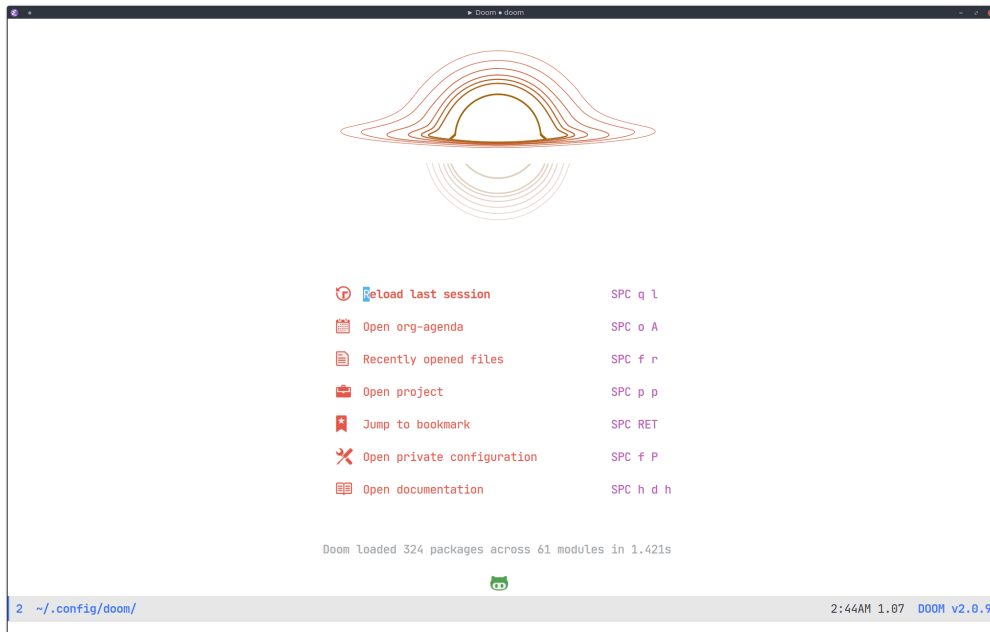 ▶ Doom • doom
Reload last session SPC q l
Open org-agenda SPC o A
Recently opened files SPC f r
Open project SPC p p
Jump to bookmark SPC RET
Open private configuration SPC f P
Open documentation SPC h d h
Doom loaded 324 packages across 61 modules in 1.421s
2 ~/.config/doom/ 2:44AM 1.07 DOOM v2.0.9